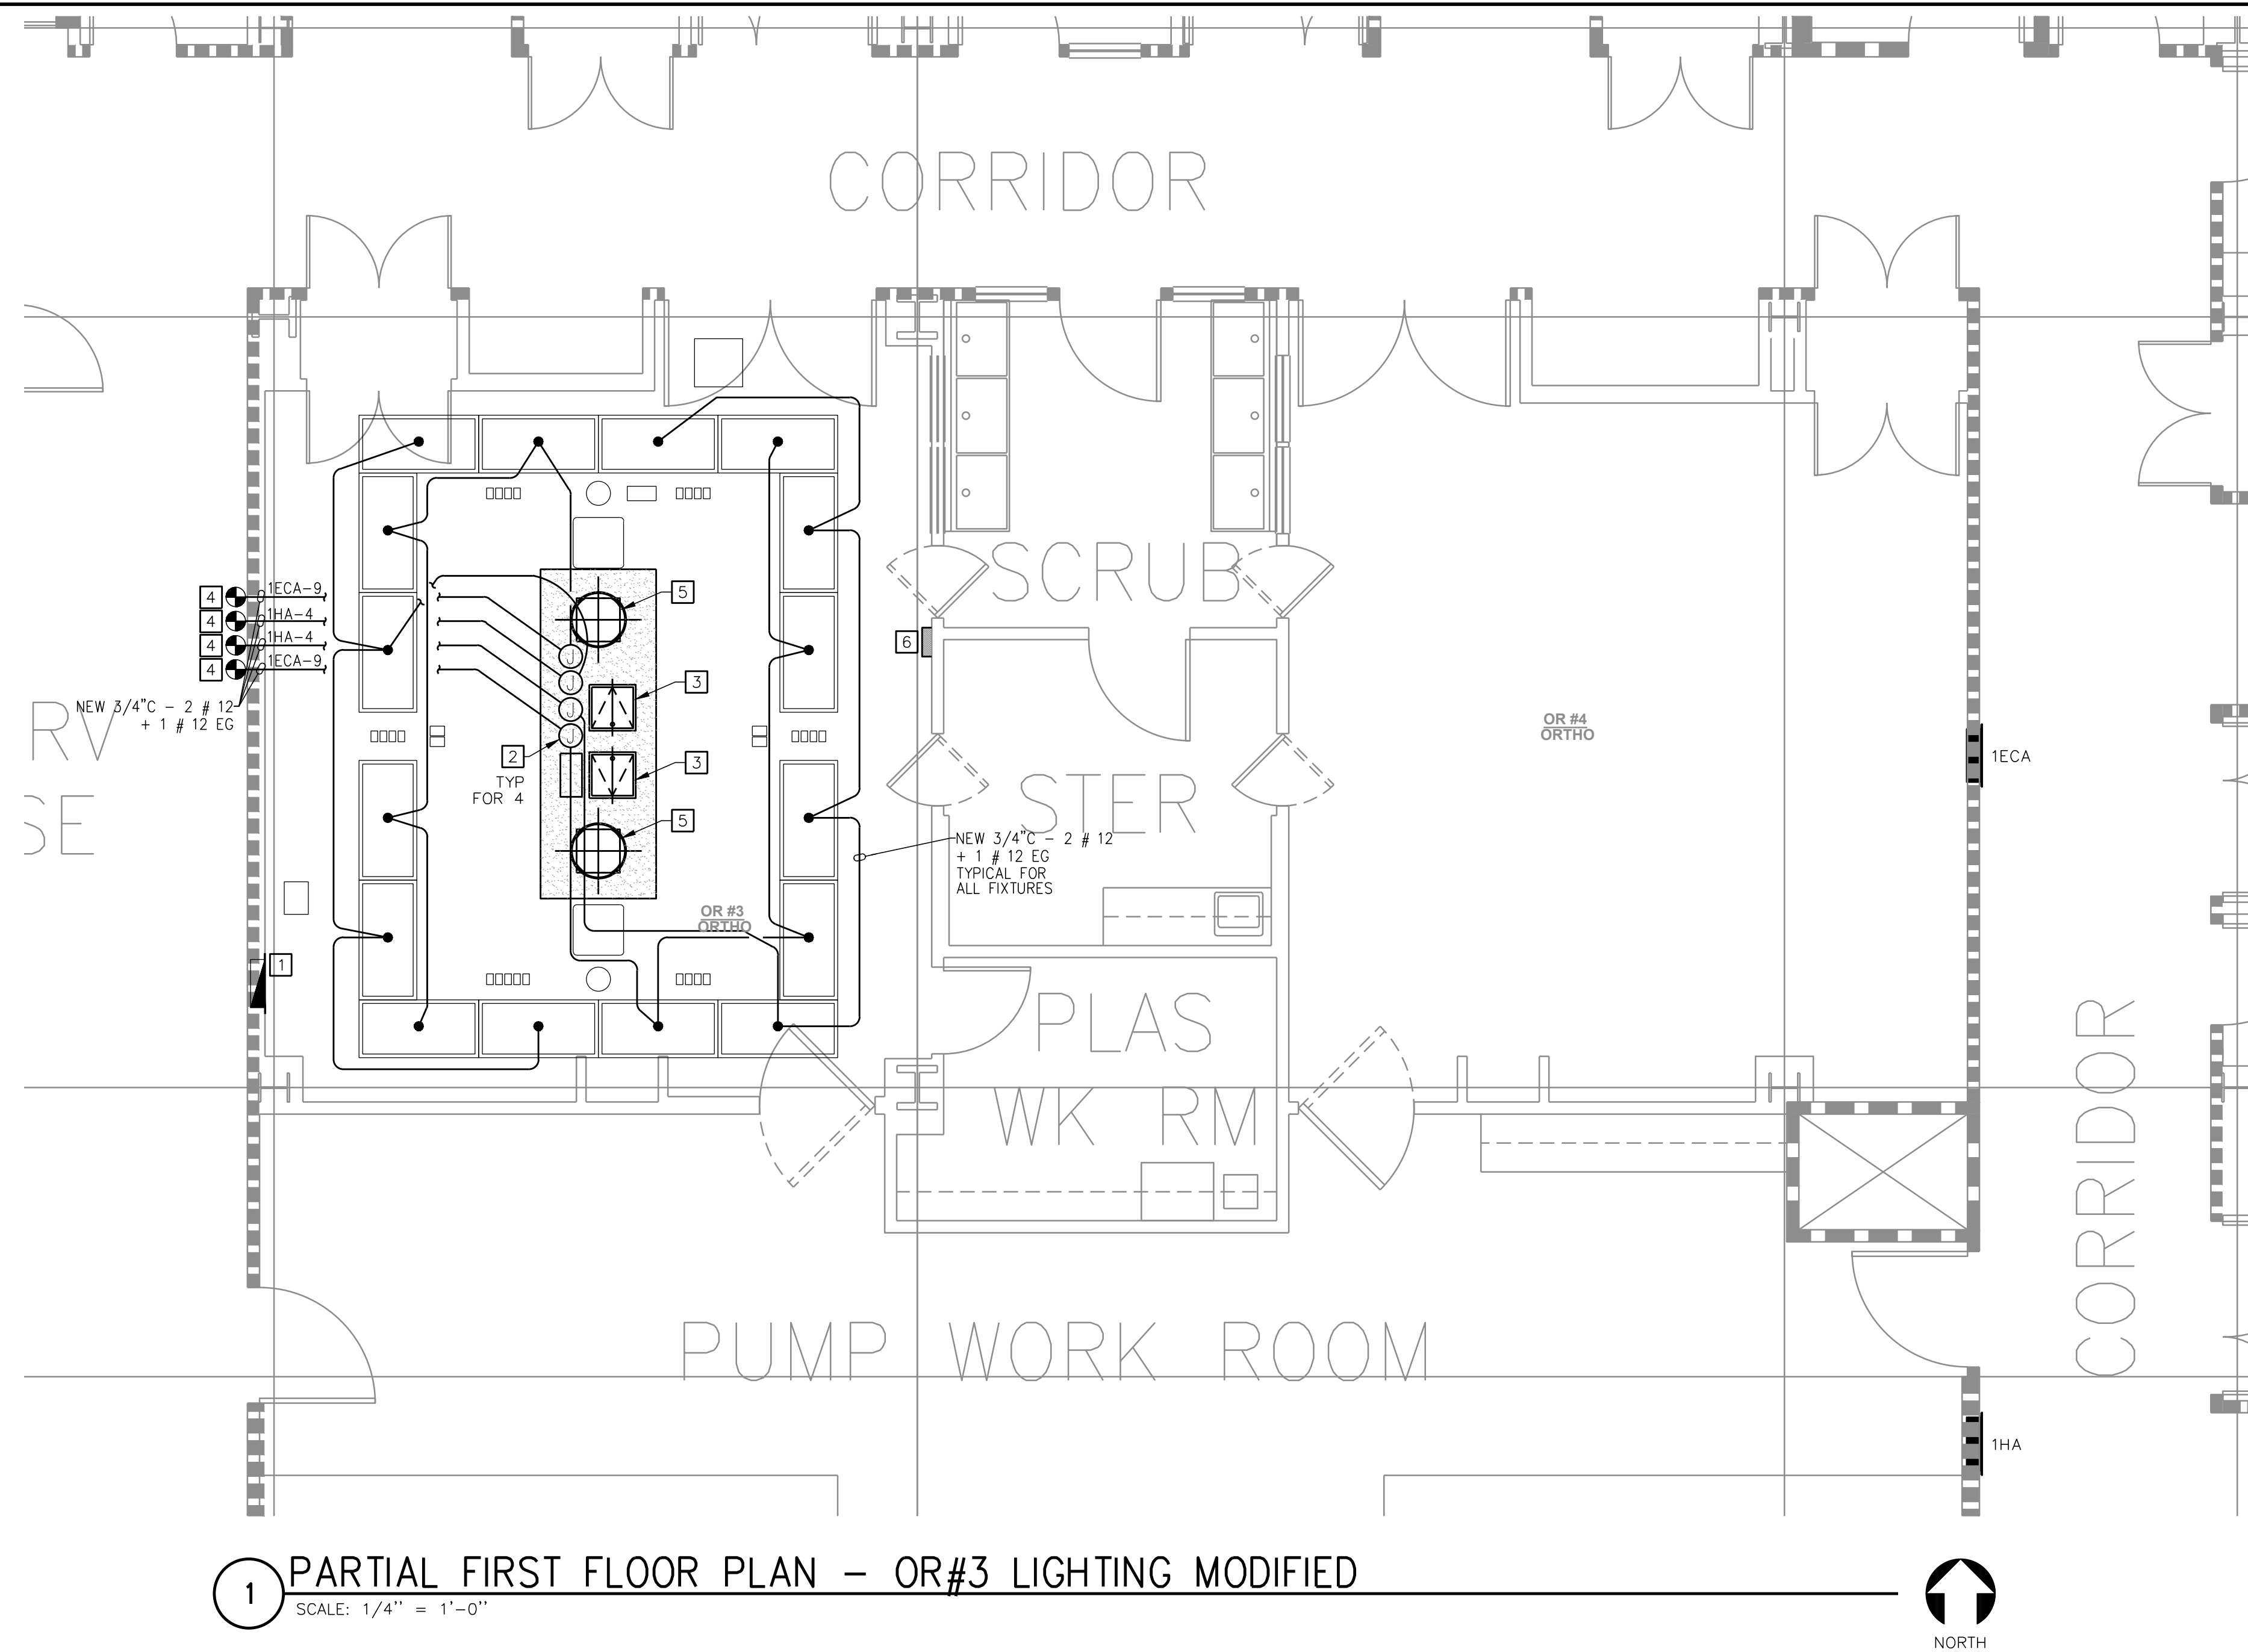 CORRIDOR
SCRUB
5
4
1ECA-9
4
1HA-4
4
1HA-4
4
1ECA-9
6
J
J
J
J
3
NEW 3/4"C - 2 # 12
+ 1 # 12 EG
RV
SE
2
TYP
FOR 4
3
OR #4
ORTHO
1ECA
STER
5
NEW 3/4"C - 2 # 12
+ 1 # 12 EG
TYPICAL FOR
ALL FIXTURES
OR #3
ORTHO
1
PLAS
WK RM
CORRIDOR
PUMP WORK ROOM
1HA
1
PARTIAL FIRST FLOOR PLAN - OR#3 LIGHTING MODIFIED
SCALE: 1/4'' = 1'-0''
NORTH